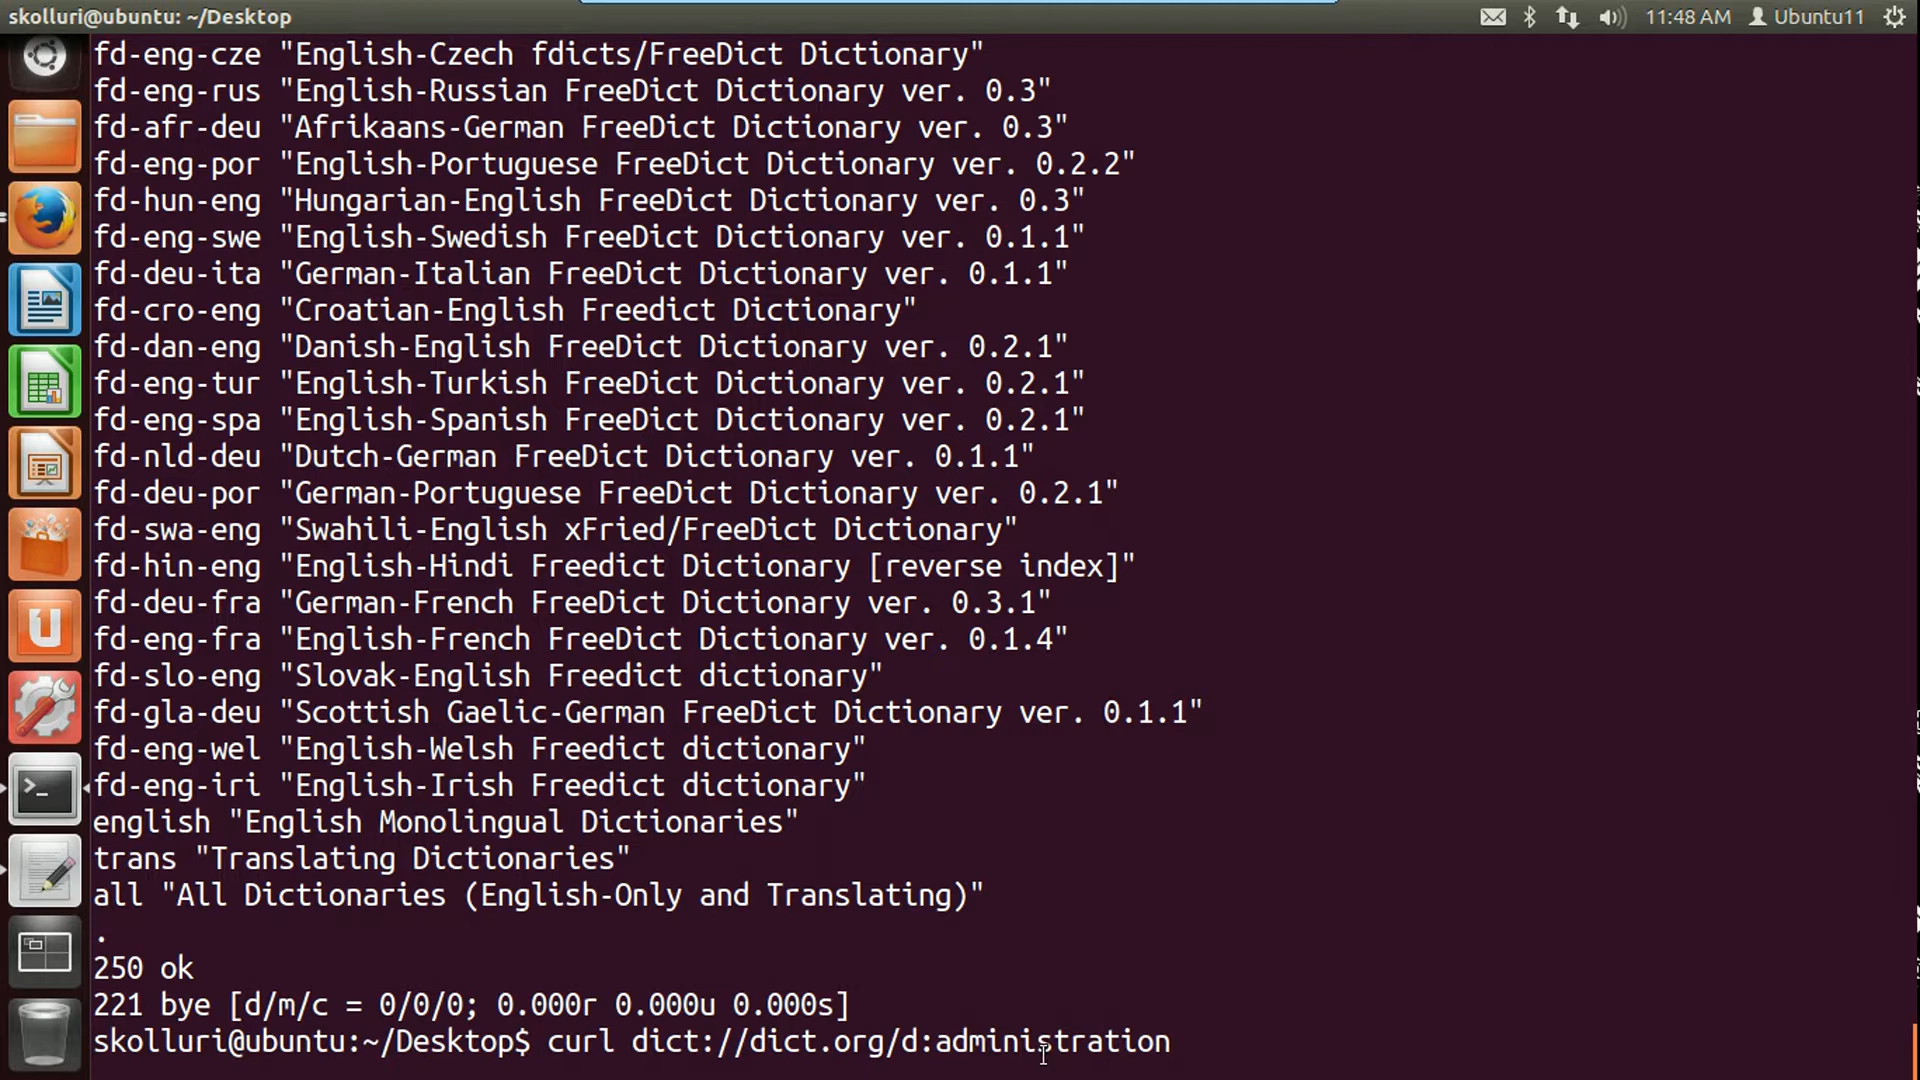 skolluri@ubuntu: ~/Desktop
11:48 AM Ubuntu11
fd-eng-cze "English-Czech fdicts/FreeDict Dictionary"
fd-eng-rus "English-Russian FreeDict Dictionary ver. 0.3"
fd-afr-deu "Afrikaans-German FreeDict Dictionary ver. 0.3"
fd-eng-por "English-Portuguese FreeDict Dictionary ver. 0.2.2"
fd-hun-eng "Hungarian-English FreeDict Dictionary ver. 0.3"
fd-eng-swe "English-Swedish FreeDict Dictionary ver. 0.1.1"
fd-deu-ita "German-Italian FreeDict Dictionary ver. 0.1.1"
fd-cro-eng "Croatian-English Freedict Dictionary"
fd-dan-eng "Danish-English FreeDict Dictionary ver. 0.2.1"
fd-eng-tur "English-Turkish FreeDict Dictionary ver. 0.2.1"
fd-eng-spa "English-Spanish FreeDict Dictionary ver. 0.2.1"
fd-nld-deu "Dutch-German FreeDict Dictionary ver. 0.1.1"
fd-deu-por "German-Portuguese FreeDict Dictionary ver. 0.2.1"
fd-swa-eng "Swahili-English xFried/FreeDict Dictionary"
fd-hin-eng "English-Hindi Freedict Dictionary [reverse index]"
fd-deu-fra "German-French FreeDict Dictionary ver. 0.3.1"
fd-eng-fra "English-French FreeDict Dictionary ver. 0.1.4"
fd-slo-eng "Slovak-English Freedict dictionary"
fd-gla-deu "Scottish Gaelic-German FreeDict Dictionary ver. 0.1.1"
fd-eng-wel "English-Welsh Freedict dictionary"
fd-eng-iri "English-Irish Freedict dictionary"
english "English Monolingual Dictionaries"
trans "Translating Dictionaries"
all "All Dictionaries (English-Only and Translating)"
.
250 ok
221 bye [d/m/c = 0/0/0; 0.000r 0.000u 0.000s]
skolluri@ubuntu:~/Desktop$ curl dict://dict.org/d:administration